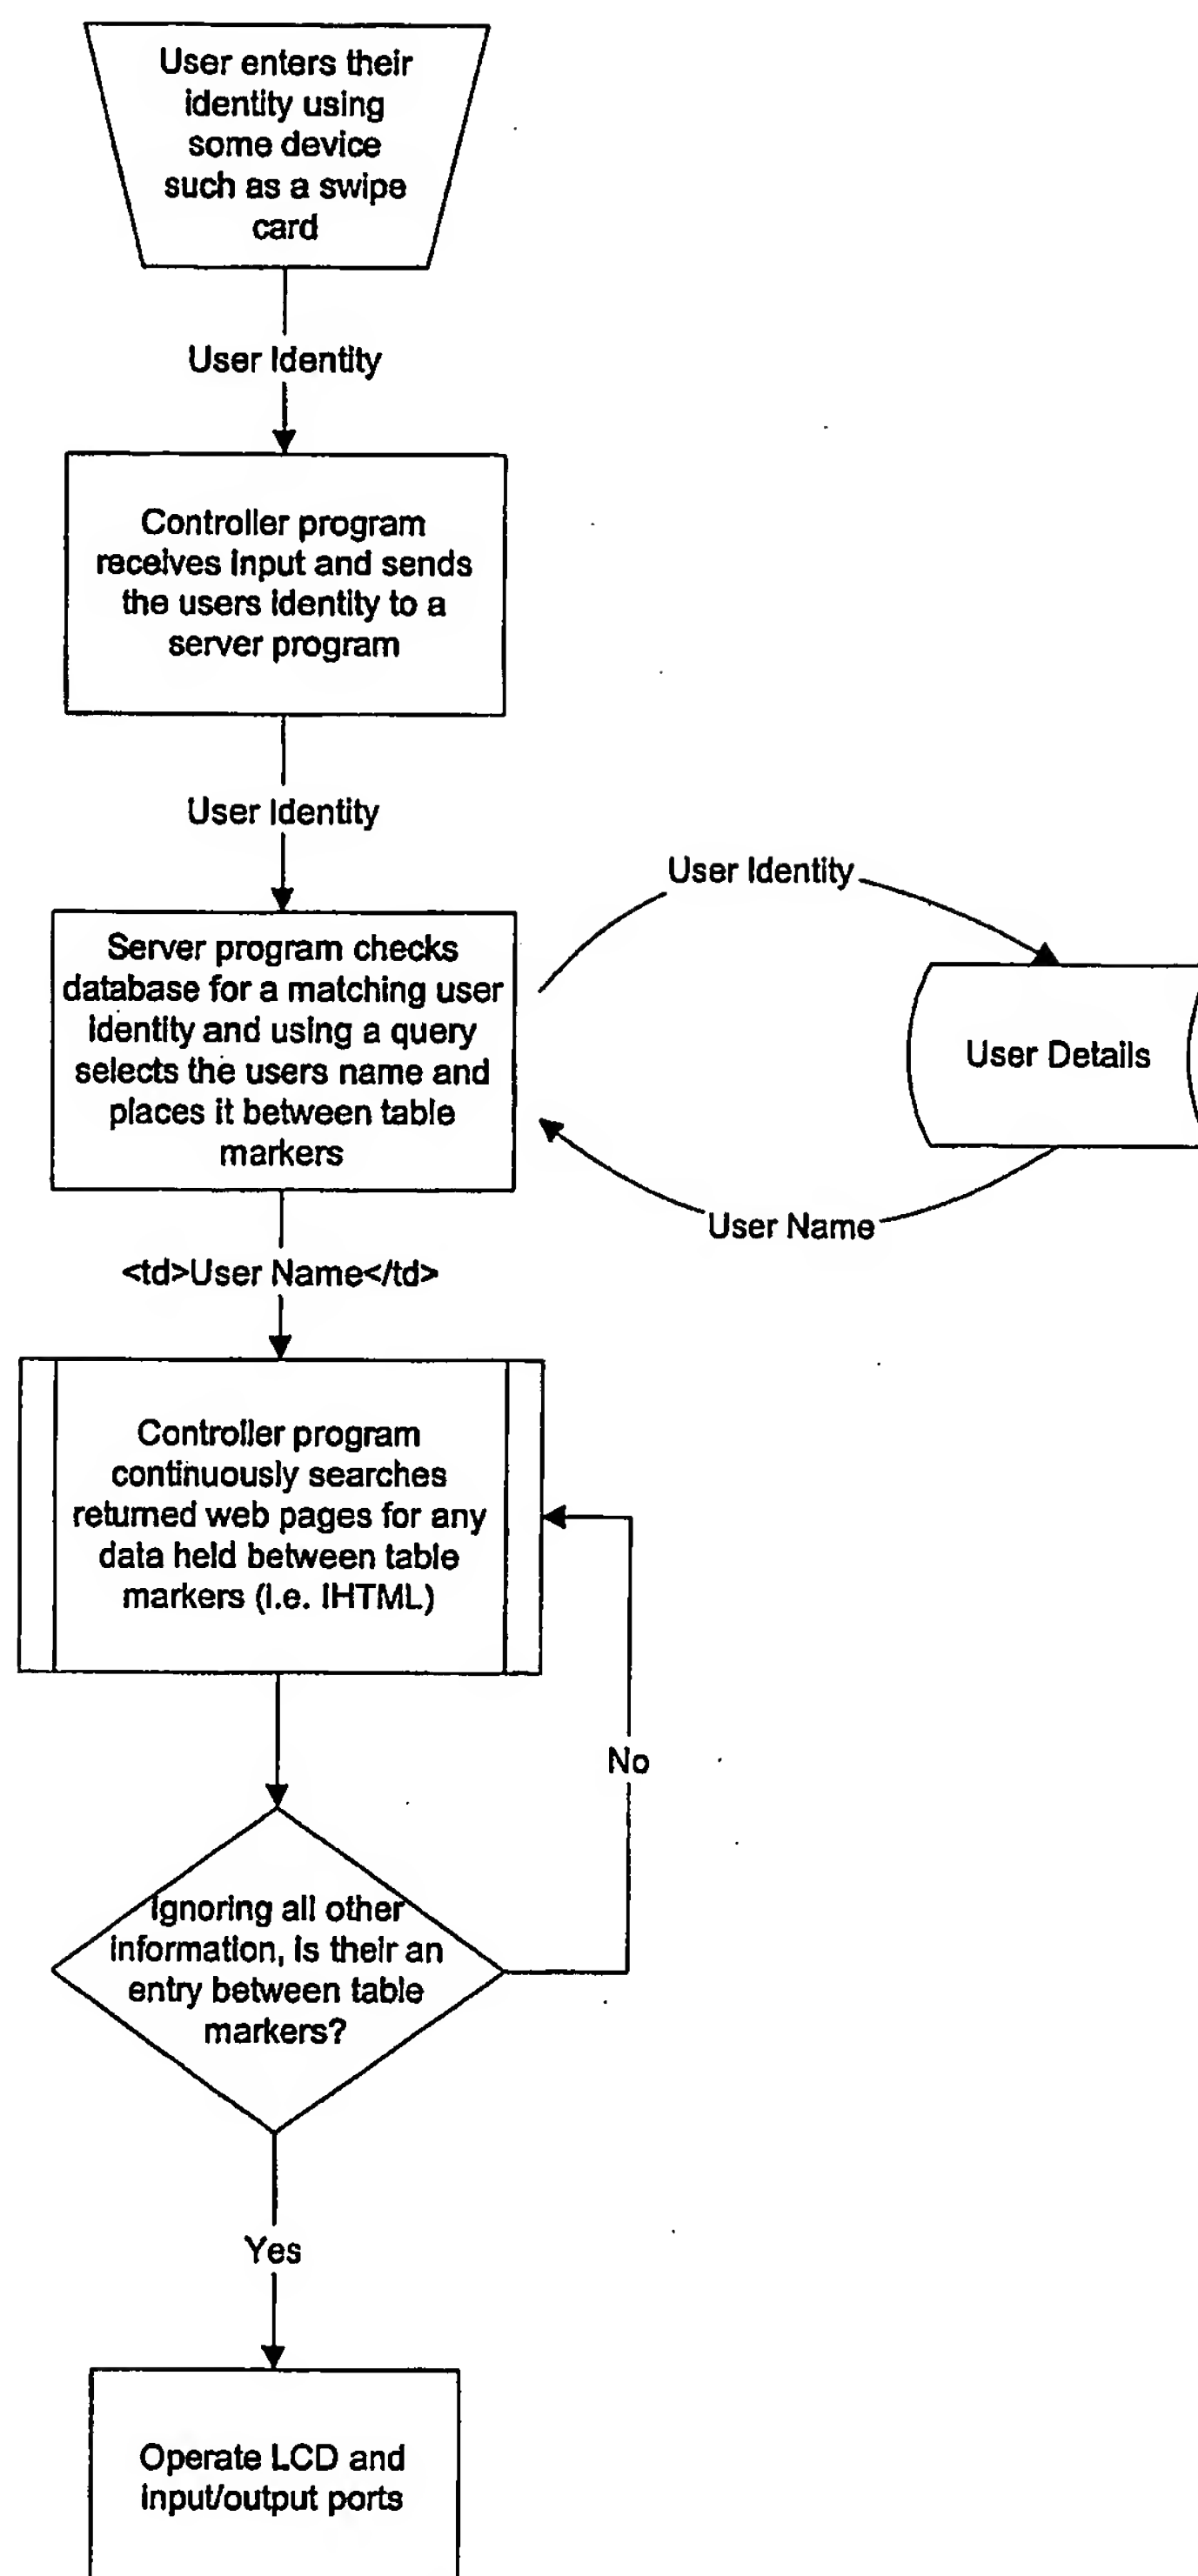 User enters their
identity using
some device
such as a swipe
card
User Identity
Controller program
receives input and sends
the users identity to a
server program
User Identity
User Identity
Server program checks
database for a matching user
identity and using a query
selects the users name and
places it between table
markers
User Details
User Name
<td>User Name</td>
Controller program
continuously searches
returned web pages for any
data held between table
markers (i.e. IHTML)
No
Ignoring all other
information, is their an
entry between table
markers?
Yes
Operate LCD and
input/output ports